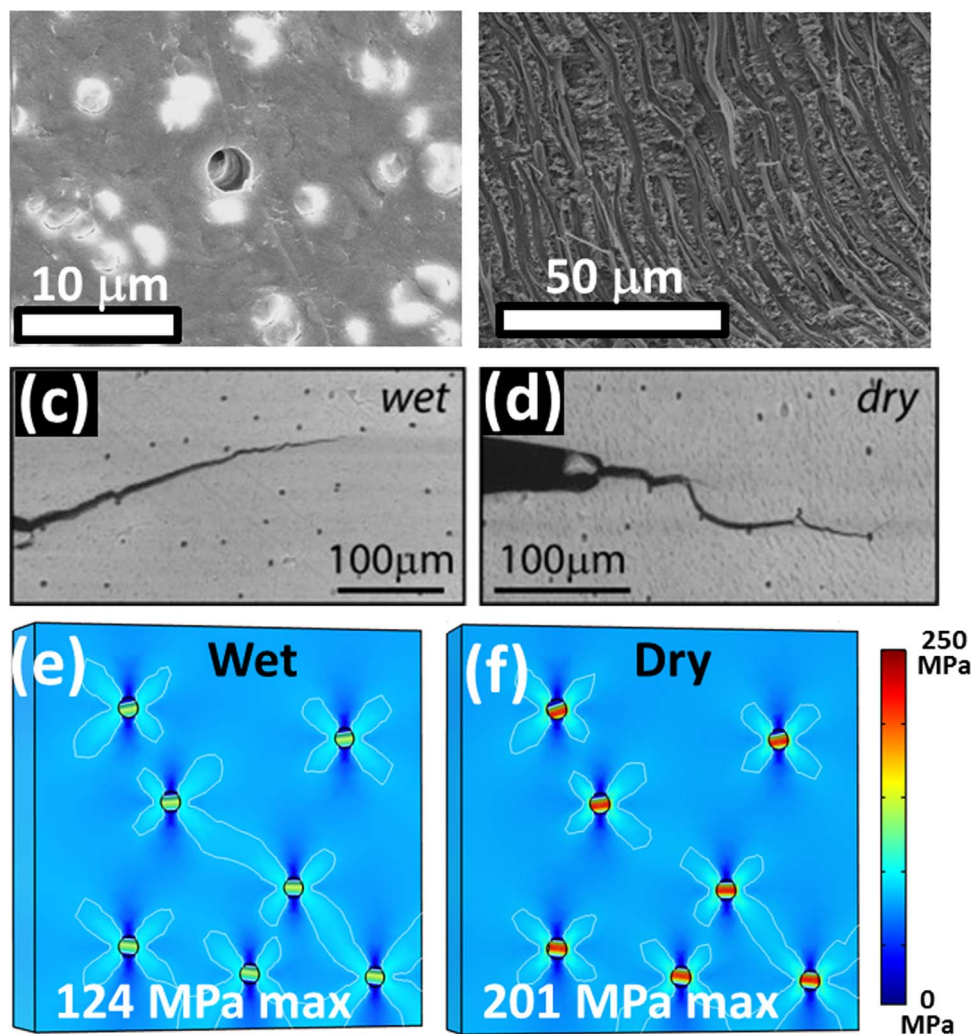 10 μm
50 μm
(c)
wet
(d)
dry
100μm
100μm
(e)
Wet
(f)
Dry
250
MPa
124 MPa max
201 MPa max
0
MPa